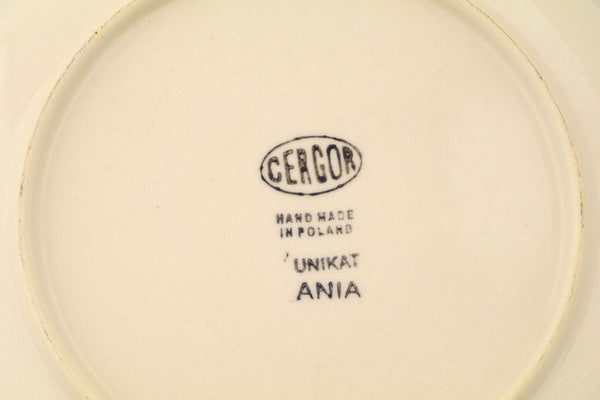 CERGOR
HAND MADE
IN POLAND
UNIKAT
ANIA